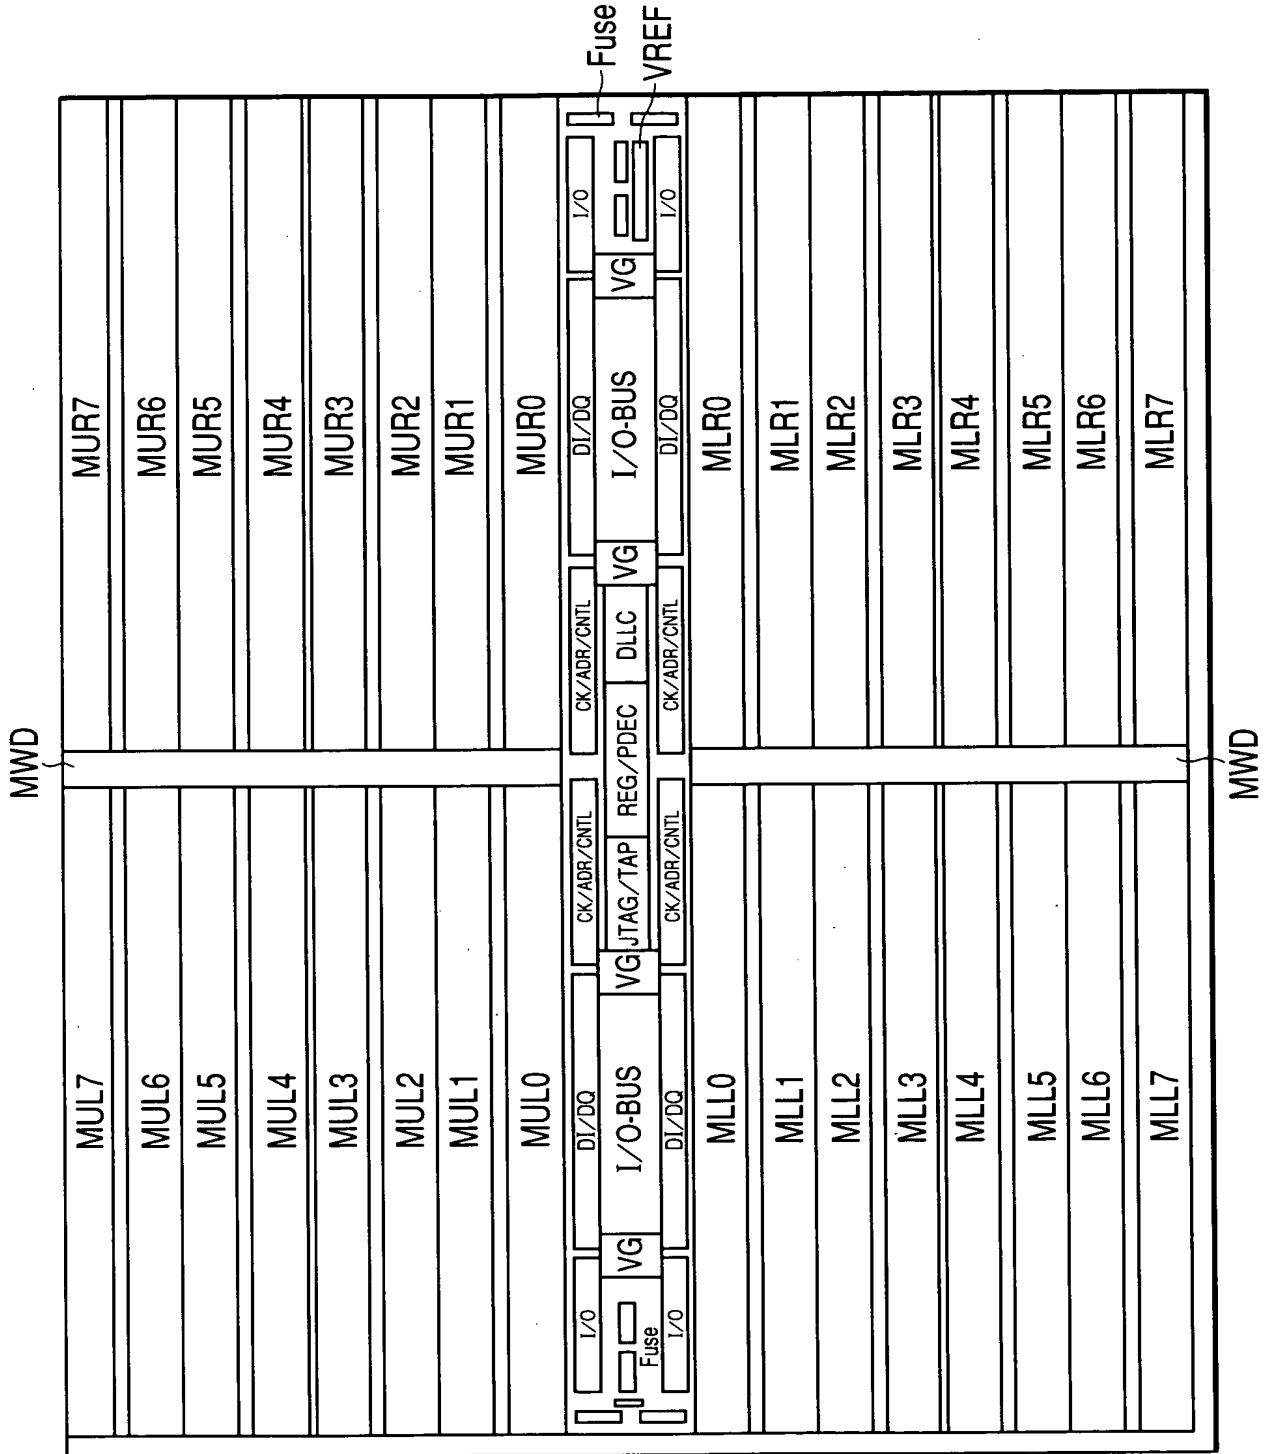 MWD
MUL7
MUL6
MUL5
MUL4
MUL3
MUL2
MUL1
MUL0
MUR7
MUR6
MUR5
MUR4
MUR3
MUR2
MUR1
MUR0
I/O
DI/DQ
CK/ADR/CNTL
CK/ADR/CNTL
DI/DQ
I/O
Fuse
VG
I/O-BUS
VG
JTAG/TAP
REG/PDEC
DLLC
VG
I/O-BUS
VG
Fuse
VREF
I/O
DI/DQ
CK/ADR/CNTL
CK/ADR/CNTL
DI/DQ
I/O
MLL0
MLL1
MLL2
MLL3
MLL4
MLL5
MLL6
MLL7
MLR0
MLR1
MLR2
MLR3
MLR4
MLR5
MLR6
MLR7
MWD